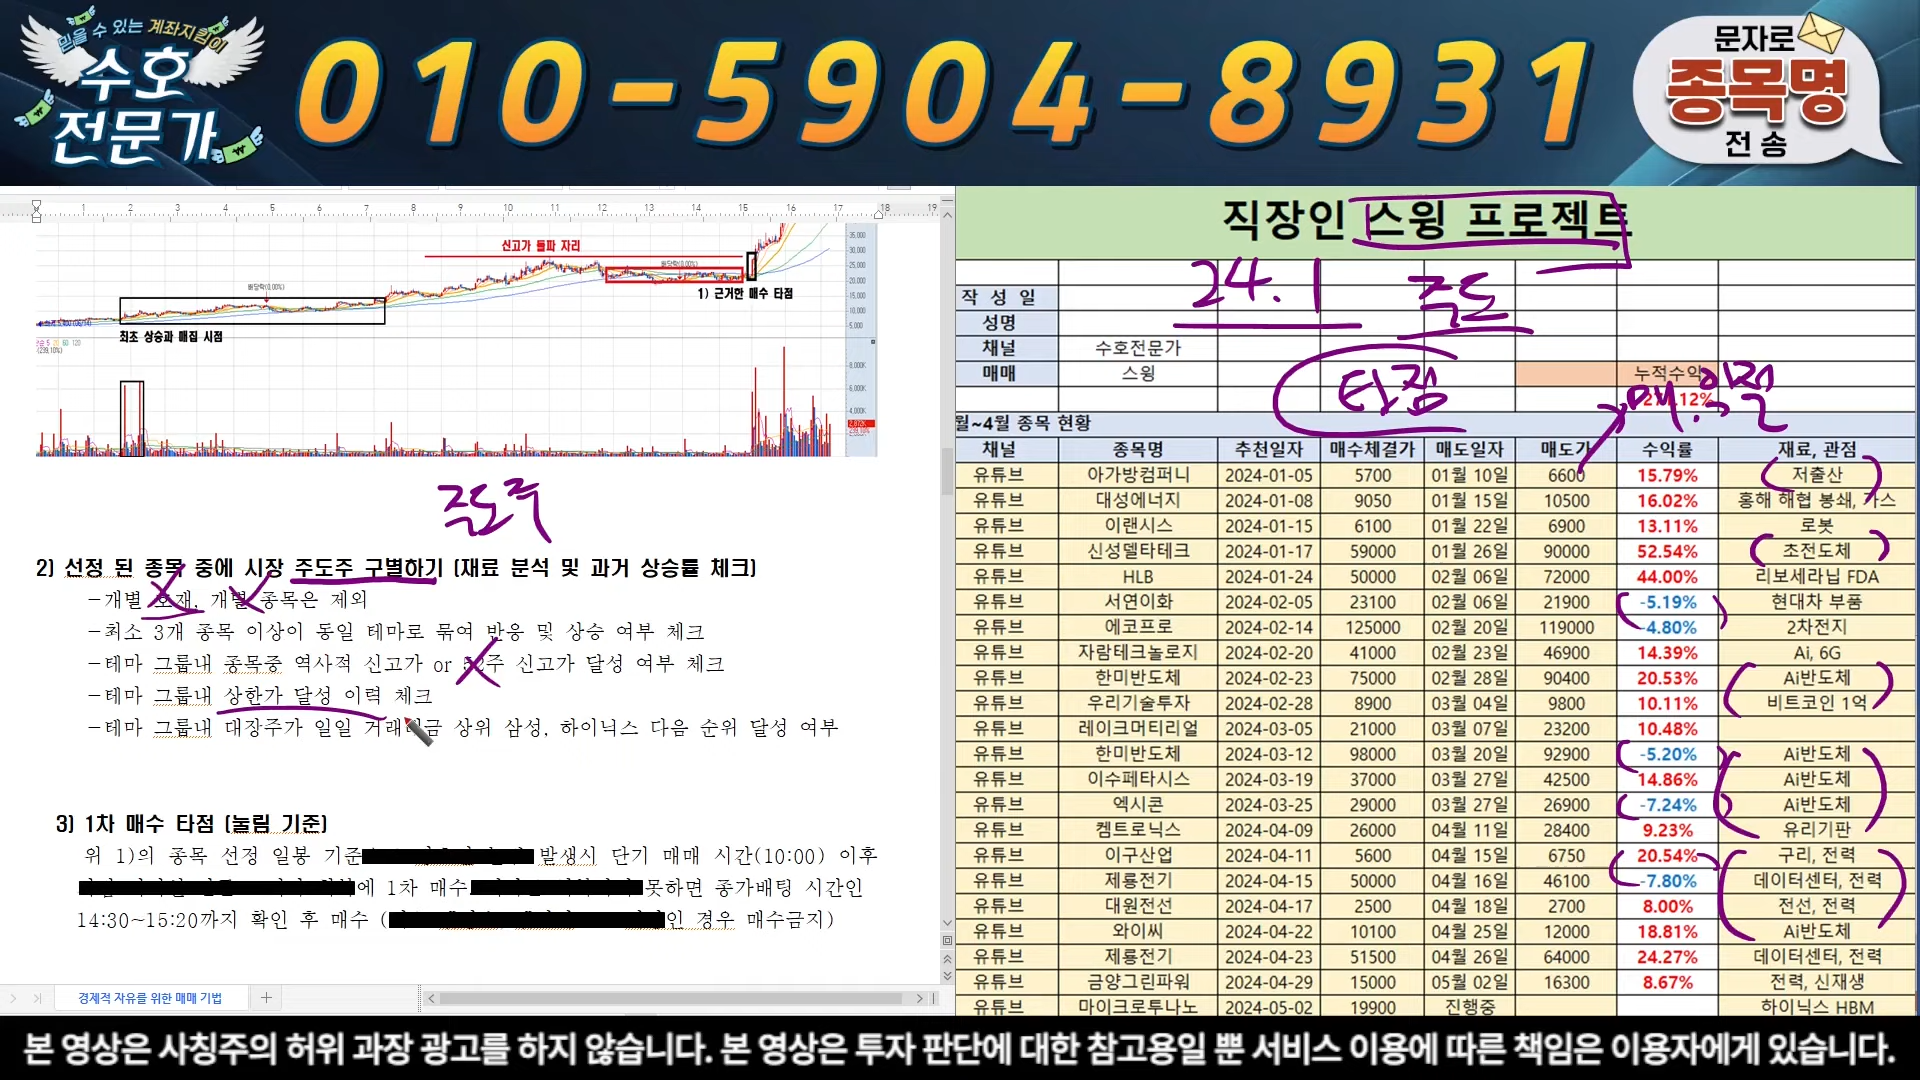 믿을 수 있는 계좌지킴이
수호
전문가
010-5904-8931
문자로
종목명
전송
1 2 3 4 5 6 7 8 9 10 11 12 13 14 15 16 17 18 19
신고가 돌파 자리
배당락(0.00%)
배당락(0.00%)
1) 근거한 매수 타점
최초 상승과 매집 시점
35,000
30,000
25,000
20,000
15,000
10,000
5,000
8,000K
6,000K
4,000K
주도주
2) 선정 된 종목 중에 시장 주도주 구별하기 (재료 분석 및 과거 상승률 체크)
-개별 호재, 개별 종목은 제외
-최소 3개 종목 이상이 동일 테마로 묶여 반응 및 상승 여부 체크
-테마 그룹내 종목중 역사적 신고가 or 52주 신고가 달성 여부 체크
-테마 그룹내 상한가 달성 이력 체크
-테마 그룹내 대장주가 일일 거래대금 상위 삼성, 하이닉스 다음 순위 달성 여부
3) 1차 매수 타점 (눌림 기준)
위 1)의 종목 선정 일봉 기준 발생시 단기 매매 시간(10:00) 이후
에 1차 매수 못하면 종가배팅 시간인
14:30~15:20까지 확인 후 매수 ( 인 경우 매수금지)
경제적 자유를 위한 매매 기법
직장인 스윙 프로젝트
24.1 주도
작 성 일
성명
채널 수호전문가
매매 스윙 누적수익
타점
.12%
월~4월 종목 현황
채널 종목명 추천일자 매수체결가 매도일자 매도가 수익률 재료, 관점
유튜브 아가방컴퍼니 2024-01-05 5700 01월 10일 6600 15.79% 저출산
유튜브 대성에너지 2024-01-08 9050 01월 15일 10500 16.02% 홍해 해협 봉쇄, 가스
유튜브 이랜시스 2024-01-15 6100 01월 22일 6900 13.11% 로봇
유튜브 신성델타테크 2024-01-17 59000 01월 26일 90000 52.54% 초전도체
유튜브 HLB 2024-01-24 50000 02월 06일 72000 44.00% 리보세라닙 FDA
유튜브 서연이화 2024-02-05 23100 02월 06일 21900 -5.19% 현대차 부품
유튜브 에코프로 2024-02-14 125000 02월 20일 119000 -4.80% 2차전지
유튜브 자람테크놀로지 2024-02-20 41000 02월 23일 46900 14.39% Ai, 6G
유튜브 한미반도체 2024-02-23 75000 02월 28일 90400 20.53% Ai반도체
유튜브 우리기술투자 2024-02-28 8900 03월 04일 9800 10.11% 비트코인 1억
유튜브 레이크머티리얼 2024-03-05 21000 03월 07일 23200 10.48%
유튜브 한미반도체 2024-03-12 98000 03월 20일 92900 -5.20% Ai반도체
유튜브 이수페타시스 2024-03-19 37000 03월 27일 42500 14.86% Ai반도체
유튜브 엑시콘 2024-03-25 29000 03월 27일 26900 -7.24% Ai반도체
유튜브 켐트로닉스 2024-04-09 26000 04월 11일 28400 9.23% 유리기판
유튜브 이구산업 2024-04-11 5600 04월 15일 6750 20.54% 구리, 전력
유튜브 제룡전기 2024-04-15 50000 04월 16일 46100 -7.80% 데이터센터, 전력
유튜브 대원전선 2024-04-17 2500 04월 18일 2700 8.00% 전선, 전력
유튜브 와이씨 2024-04-22 10100 04월 25일 12000 18.81% Ai반도체
유튜브 제룡전기 2024-04-23 51500 04월 26일 64000 24.27% 데이터센터, 전력
유튜브 금양그린파워 2024-04-29 15000 05월 02일 16300 8.67% 전력, 신재생
유튜브 마이크로투나노 2024-05-02 19900 진행중 하이닉스 HBM
본 영상은 사칭주의 허위 과장 광고를 하지 않습니다. 본 영상은 투자 판단에 대한 참고용일 뿐 서비스 이용에 따른 책임은 이용자에게 있습니다.